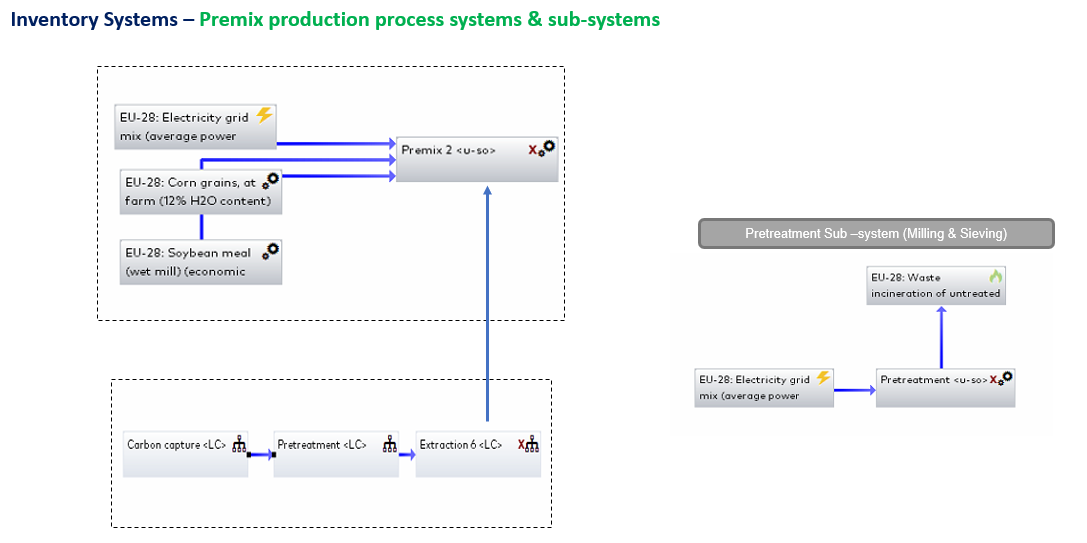 Inventory Systems – Premix production process systems & sub-systems
EU-28: Electricity grid
mix (average power
Premix 2 <u-so>
X
EU-28: Corn grains, at
farm (12% H2O content)
EU-28: Soybean meal
(wet mill) (economic
Pretreatment Sub –system (Milling & Sieving)
EU-28: Waste
incineration of untreated
EU-28: Electricity grid
mix (average power
Pretreatment <u-so> X
Carbon capture <LC>
Pretreatment <LC>
Extraction 6 <LC> X